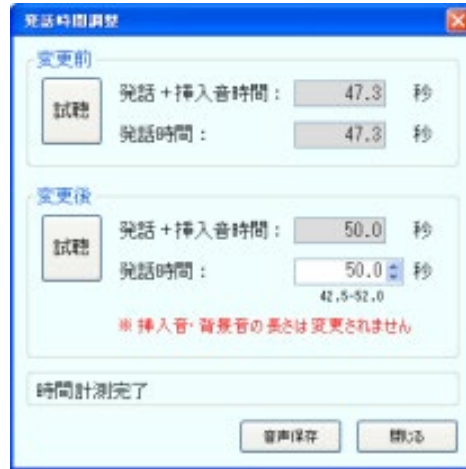 発話時間調整
変更前
試聴
発話+挿入音時間: 47.3 秒
発話時間: 47.3 秒
変更後
試聴
発話+挿入音時間: 50.0 秒
発話時間: 50.0 秒
42.5-52.0
※ 挿入音・背景音の長さは変更されません
時間計測完了
音声保存 閉じる